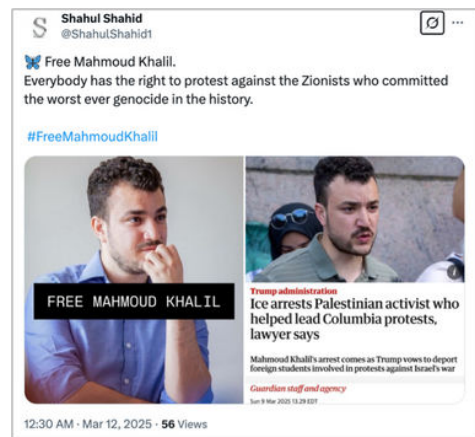 Shahul Shahid
@ShahulShahid1
🦋 Free Mahmoud Khalil.
Everybody has the right to protest against the Zionists who committed
the worst ever genocide in the history.
#FreeMahmoudKhalil
FREE MAHMOUD KHALIL
Trump administration
Ice arrests Palestinian activist who
helped lead Columbia protests,
lawyer says
Mahmoud Khalil's arrest comes as Trump vows to deport
foreign students involved in protests against Israel's war
Guardian staff and agency
Sun 9 Mar 2025 13.29 EDT
12:30 AM · Mar 12, 2025 · 56 Views